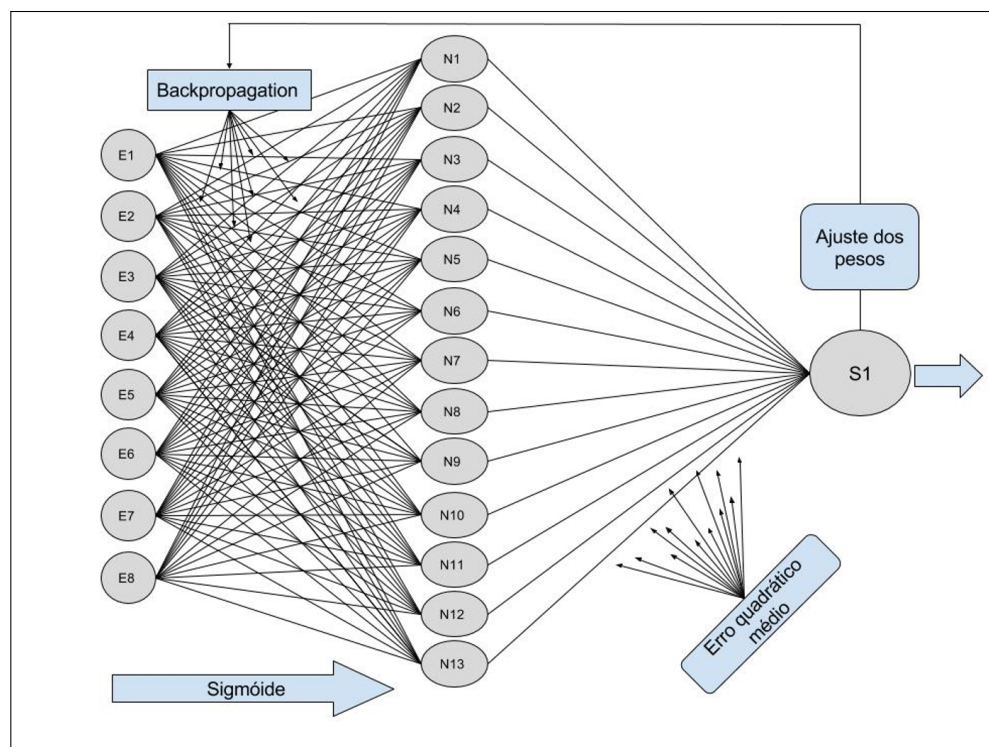 Backpropagation
E1
E2
E3
E4
E5
E6
E7
E8
N1
N2
N3
N4
N5
N6
N7
N8
N9
N10
N11
N12
N13
Ajuste dos
pesos
S1
Erro quadrático
médio
Sigmóide